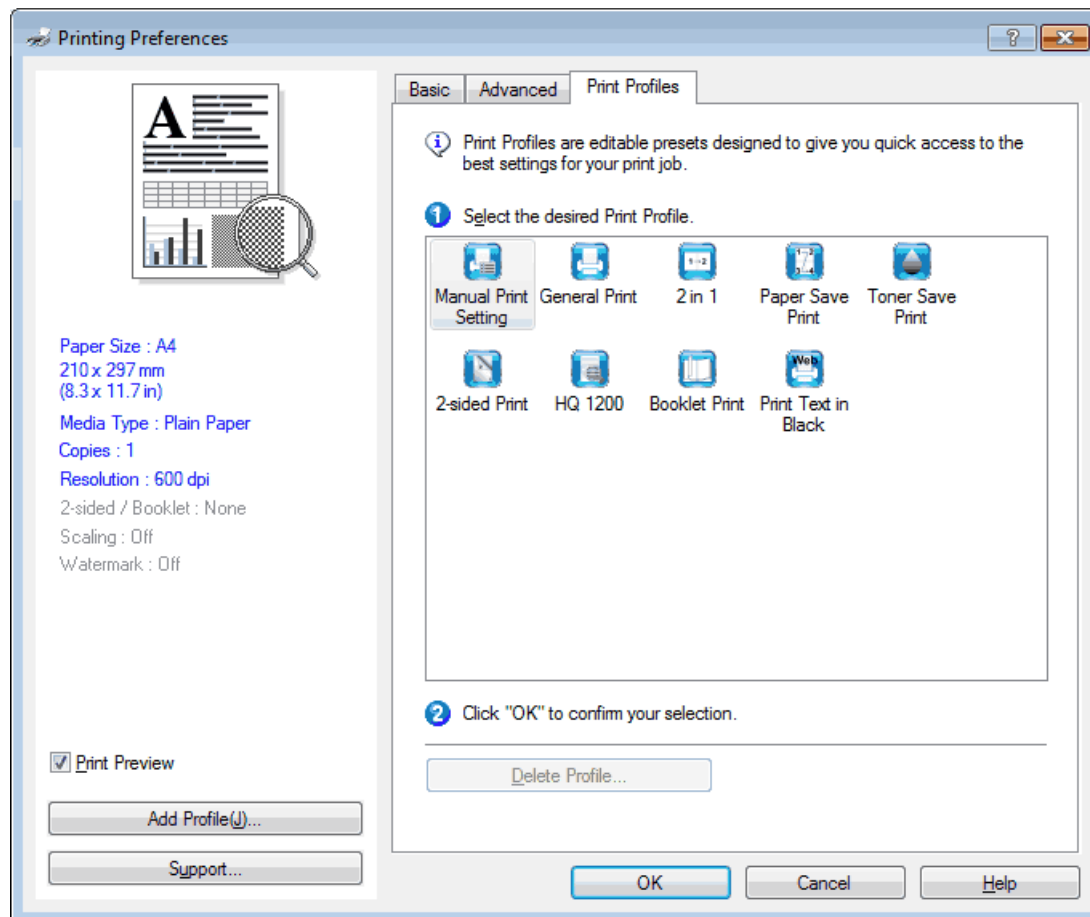 Printing Preferences
Basic
Advanced
Print Profiles
A
Print Profiles are editable presets designed to give you quick access to the
best settings for your print job.
1 Select the desired Print Profile.
Manual Print
Setting
General Print
1→2
2 in 1
Paper Save
Print
Toner Save
Print
2-sided Print
HQ 1200
Booklet Print
Web
Print Text in
Black
Paper Size : A4
210 x 297 mm
(8.3 x 11.7 in)
Media Type : Plain Paper
Copies : 1
Resolution : 600 dpi
2-sided / Booklet : None
Scaling : Off
Watermark : Off
2 Click "OK" to confirm your selection.
Print Preview
Delete Profile...
Add Profile(J)...
Support...
OK
Cancel
Help